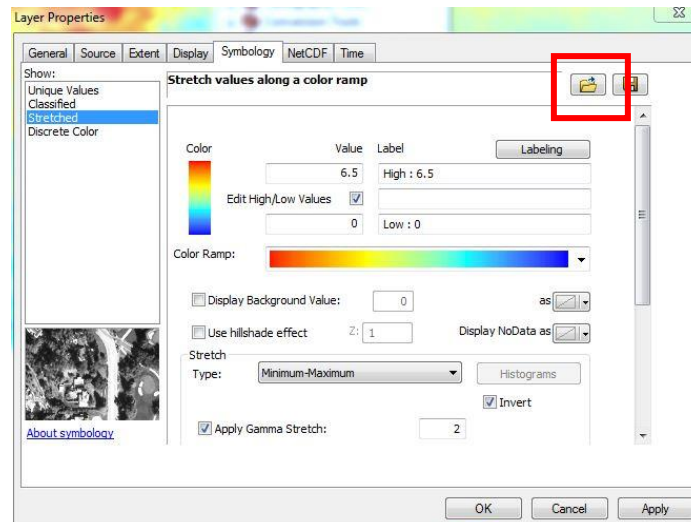 Layer Properties
General Source Extent Display Symbology NetCDF Time
Show:
Unique Values
Classified
Stretched
Discrete Color
About symbology
Stretch values along a color ramp
Color Value Label Labeling
6.5 High : 6.5
Edit High/Low Values
0 Low : 0
Color Ramp:
Display Background Value: 0 as
Use hillshade effect Z: 1 Display NoData as
Stretch
Type: Minimum-Maximum Histograms
Invert
Apply Gamma Stretch: 2
OK Cancel Apply